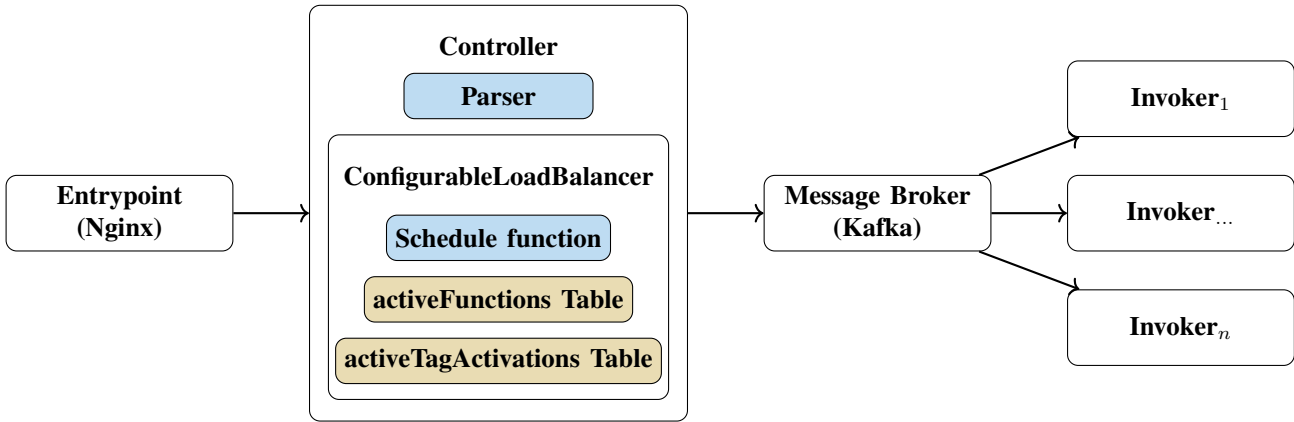 Entrypoint
(Nginx)
Controller
Parser
ConfigurableLoadBalancer
Schedule function
activeFunctions Table
activeTagActivations Table
Message Broker
(Kafka)
Invoker₁
Invoker...
Invokerₙ